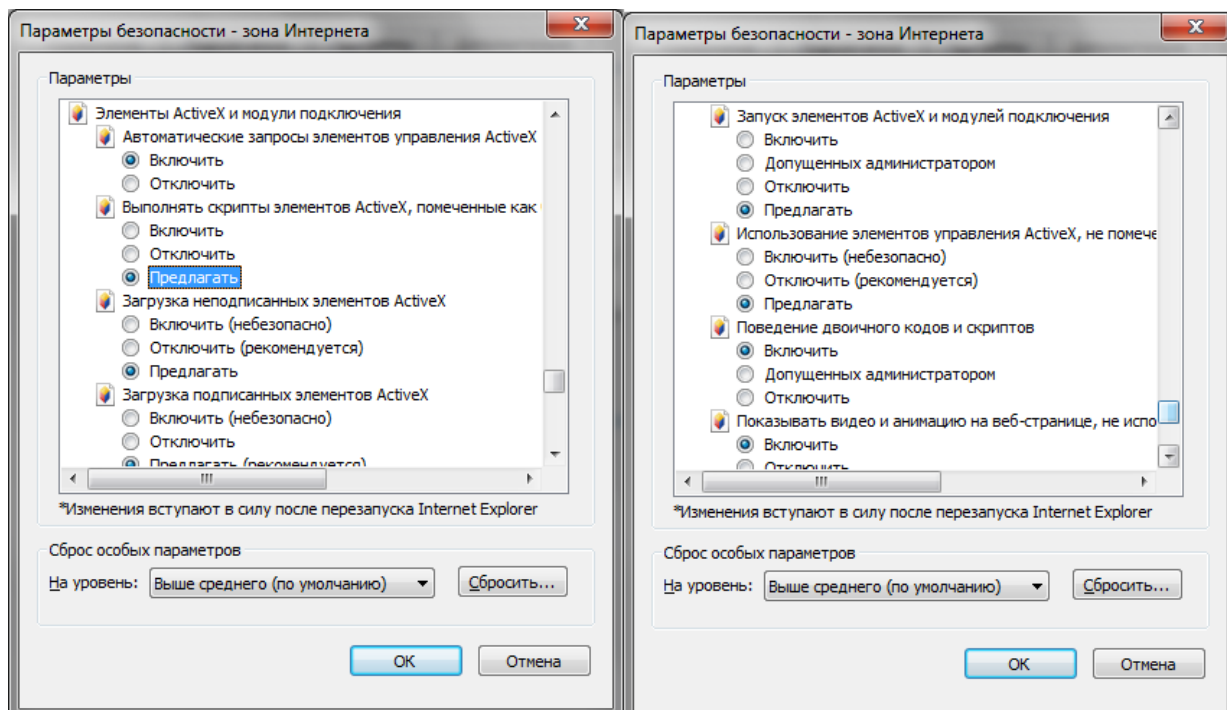 Параметры безопасности - зона Интернета
Параметры
Элементы ActiveX и модули подключения
Автоматические запросы элементов управления ActiveX
Включить
Отключить
Выполнять скрипты элементов ActiveX, помеченные как
Включить
Отключить
Предлагать
Загрузка неподписанных элементов ActiveX
Включить (небезопасно)
Отключить (рекомендуется)
Предлагать
Загрузка подписанных элементов ActiveX
Включить (небезопасно)
Отключить
Предлагать (рекомендуется)
*Изменения вступают в силу после перезапуска Internet Explorer
Сброс особых параметров
На уровень: Выше среднего (по умолчанию) Сбросить...
ОК Отмена
Параметры безопасности - зона Интернета
Параметры
Запуск элементов ActiveX и модулей подключения
Включить
Допущенных администратором
Отключить
Предлагать
Использование элементов управления ActiveX, не помече
Включить (небезопасно)
Отключить (рекомендуется)
Предлагать
Поведение двоичного кодов и скриптов
Включить
Допущенных администратором
Отключить
Показывать видео и анимацию на веб-странице, не испо
Включить
Отключить
*Изменения вступают в силу после перезапуска Internet Explorer
Сброс особых параметров
На уровень: Выше среднего (по умолчанию) Сбросить...
ОК Отмена